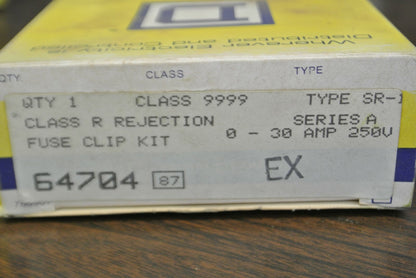 Wherever Electricity is
Distributed and Controlled
QTY CLASS TYPE
QTY 1 CLASS 9999 TYPE SR-1
CLASS R REJECTION SERIES A
FUSE CLIP KIT 0 - 30 AMP 250V
64704 87 EX